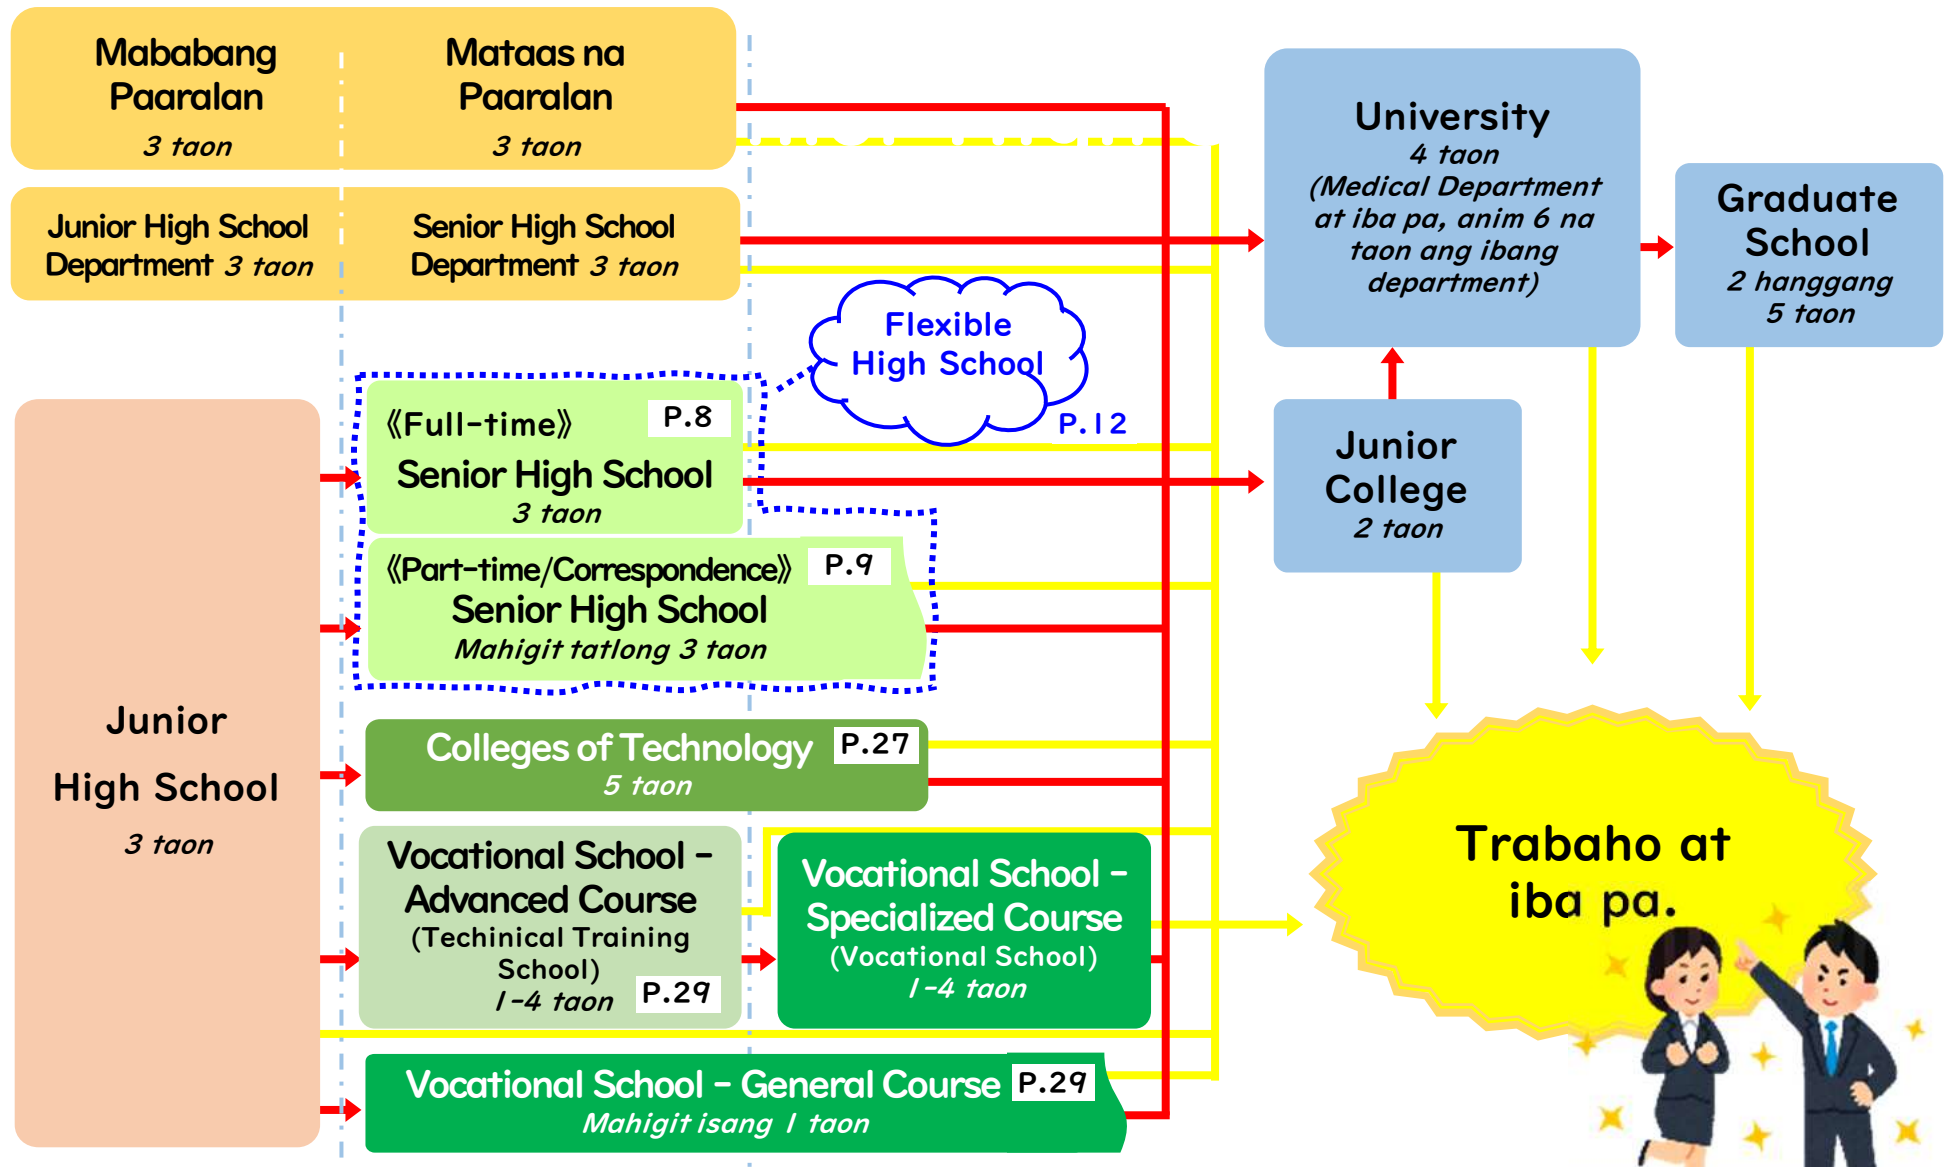 Mababang
Paaralan
3 taon
Mataas na
Paaralan
3 taon
Junior High School
Department 3 taon
Senior High School
Department 3 taon
University
4 taon
(Medical Department
at iba pa, anim 6 na
taon ang ibang
department)
Graduate
School
2 hanggang
5 taon
Flexible
High School
P.12
《Full-time》
P.8
Senior High School
3 taon
Junior
College
2 taon
《Part-time/Correspondence》
P.9
Senior High School
Mahigit tatlong 3 taon
Junior
High School
3 taon
Colleges of Technology
P.27
5 taon
Vocational School -
Advanced Course
(Techinical Training
School)
1-4 taon
P.29
Vocational School -
Specialized Course
(Vocational School)
1-4 taon
Trabaho at
iba pa.
Vocational School - General Course
P.29
Mahigit isang 1 taon